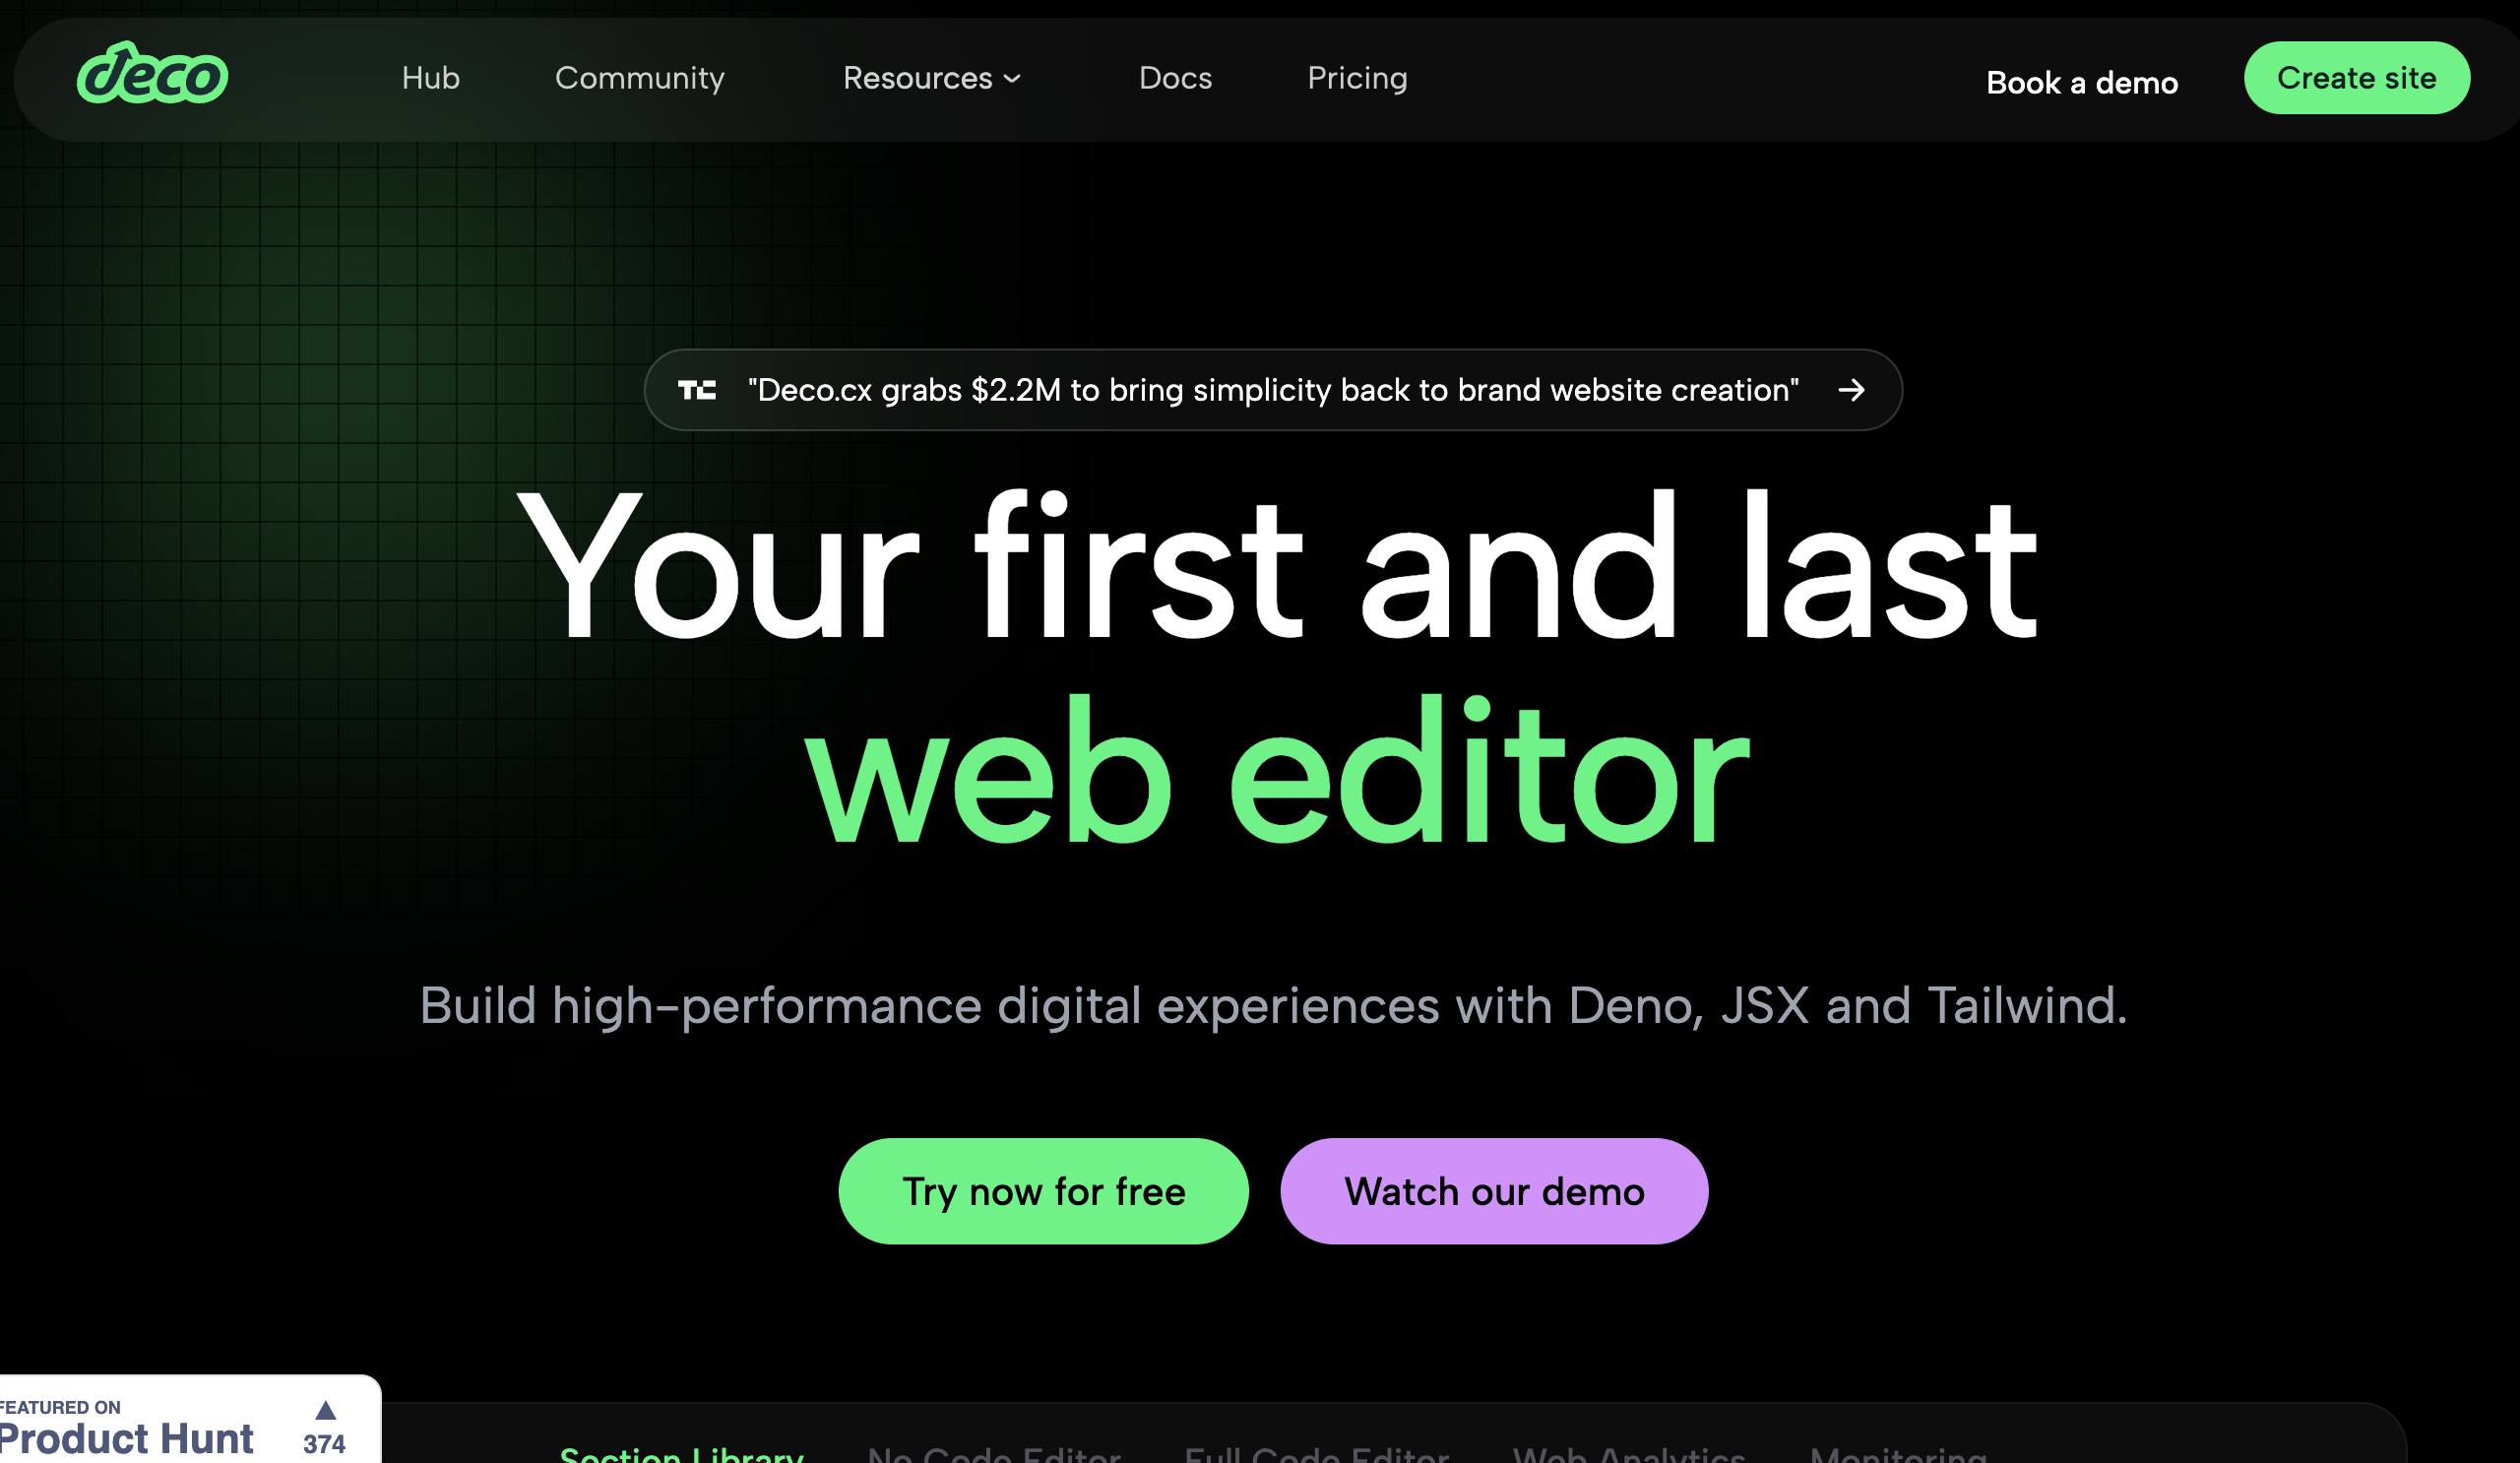 deco
Hub
Community
Resources
Docs
Pricing
Book a demo
Create site
TC
"Deco.cx grabs $2.2M to bring simplicity back to brand website creation"
Your first and last
web editor
Build high-performance digital experiences with Deno, JSX and Tailwind.
Try now for free
Watch our demo
FEATURED ON
Product Hunt
374
Section Library
No Code Editor
Full Code Editor
Web Analytics
Monitoring